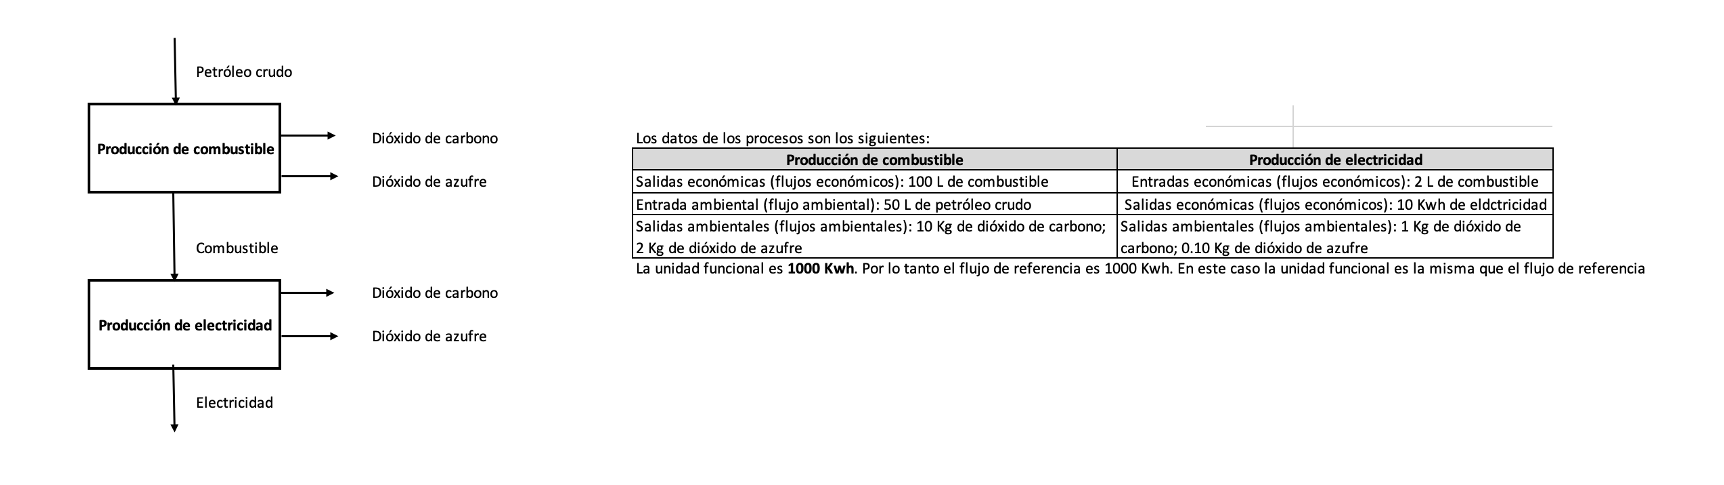 Petróleo crudo
Producción de combustible
Dióxido de carbono
Dióxido de azufre
Combustible
Producción de electricidad
Dióxido de carbono
Dióxido de azufre
Electricidad
Los datos de los procesos son los siguientes:
Producción de combustible
Producción de electricidad
Salidas económicas (flujos económicos): 100 L de combustible
Entradas económicas (flujos económicos): 2 L de combustible
Entrada ambiental (flujo ambiental): 50 L de petróleo crudo
Salidas económicas (flujos económicos): 10 Kwh de eldctricidad
Salidas ambientales (flujos ambientales): 10 Kg de dióxido de carbono;
2 Kg de dióxido de azufre
Salidas ambientales (flujos ambientales): 1 Kg de dióxido de
carbono; 0.10 Kg de dióxido de azufre
La unidad funcional es 1000 Kwh. Por lo tanto el flujo de referencia es 1000 Kwh. En este caso la unidad funcional es la misma que el flujo de referencia